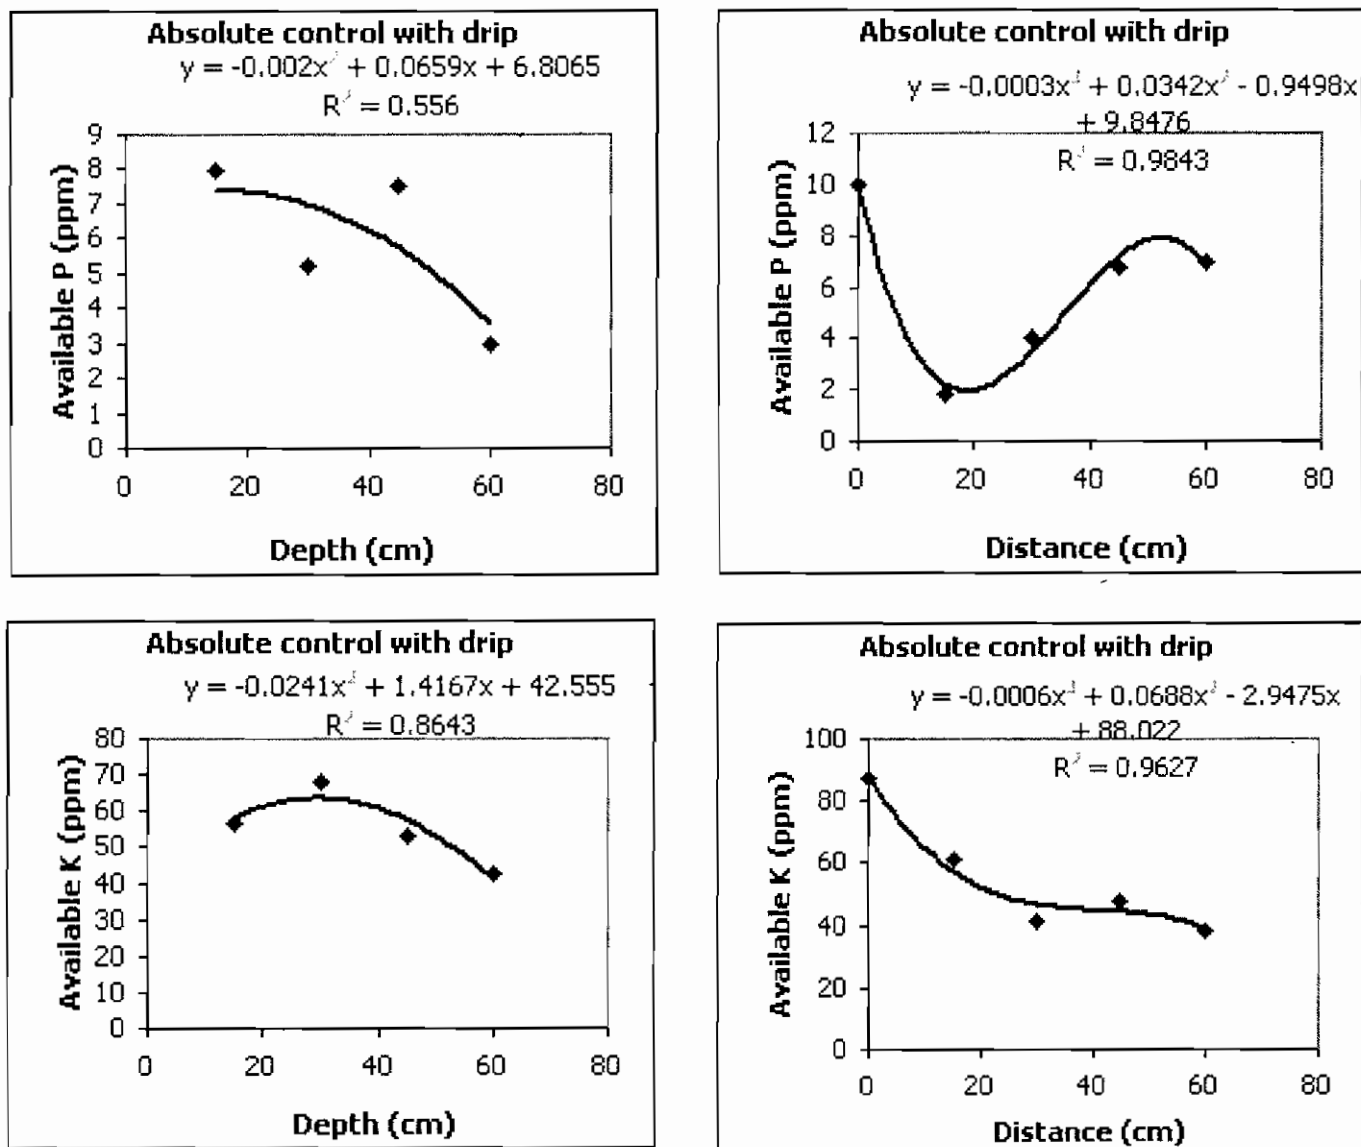 Absolute control with drip
y = -0.002x² + 0.0659x + 6.8065
R² = 0.556
9
8
7
6
5
4
3
2
1
0
0 20 40 60 80
Available P (ppm)
Depth (cm)
Absolute control with drip
y = -0.0003x³ + 0.0342x² - 0.9498x
+ 9.8476
R² = 0.9843
12
10
8
6
4
2
0
0 20 40 60 80
Available P (ppm)
Distance (cm)
Absolute control with drip
y = -0.0241x² + 1.4167x + 42.555
R² = 0.8643
80
70
60
50
40
30
20
10
0
0 20 40 60 80
Available K (ppm)
Depth (cm)
Absolute control with drip
y = -0.0006x³ + 0.0688x² - 2.9475x
+ 88.022
R² = 0.9627
100
80
60
40
20
0
0 20 40 60 80
Available K (ppm)
Distance (cm)